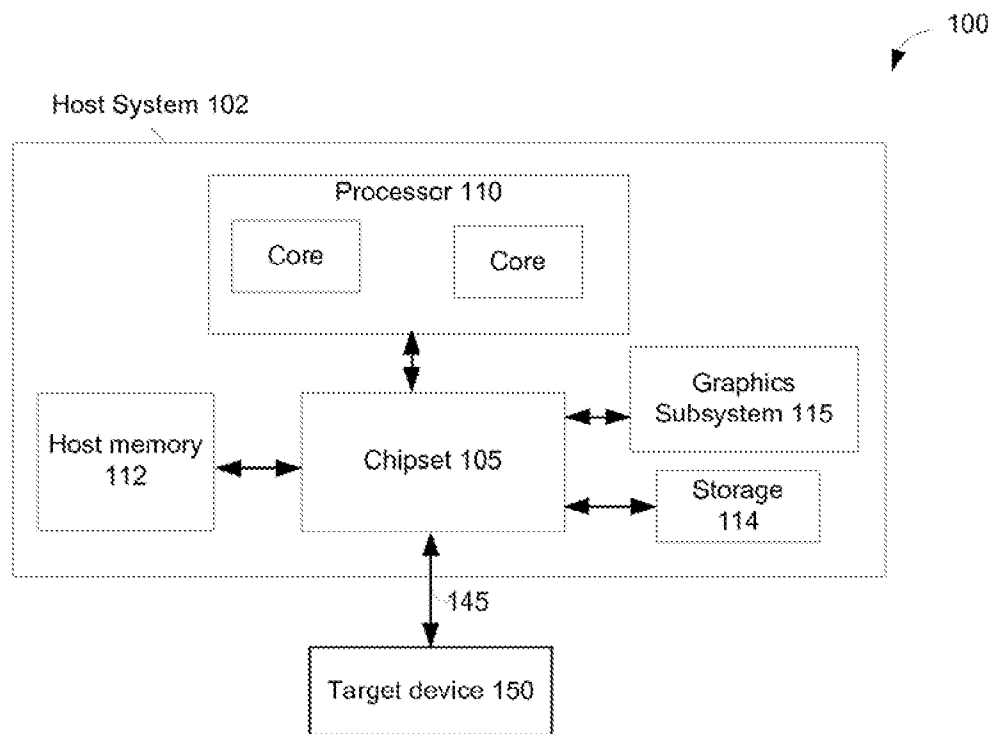 100
Host System 102
Processor 110
Core
Core
Graphics
Subsystem 115
Host memory
112
Chipset 105
Storage
114
145
Target device 150